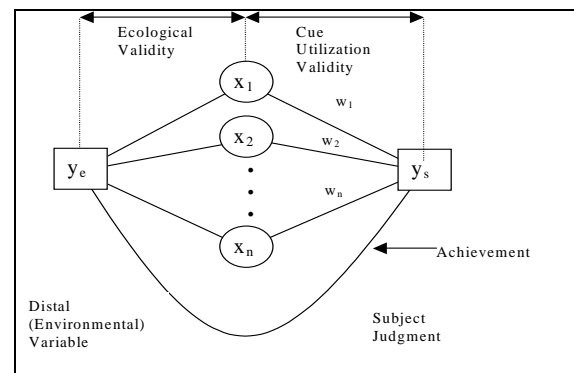 Ecological
Validity
Cue
Utilization
Validity
x1
w1
x2
w2
ye
ys
wn
xn
Achievement
Distal
(Environmental)
Variable
Subject
Judgment